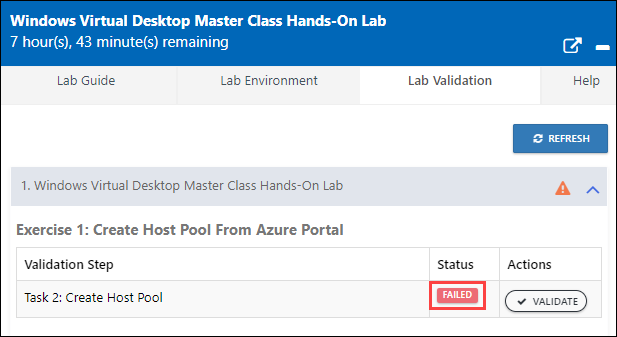 Windows Virtual Desktop Master Class Hands-On Lab
7 hour(s), 43 minute(s) remaining
Lab Guide Lab Environment Lab Validation Help
REFRESH
1. Windows Virtual Desktop Master Class Hands-On Lab
Exercise 1: Create Host Pool From Azure Portal
Validation Step Status Actions
Task 2: Create Host Pool FAILED VALIDATE